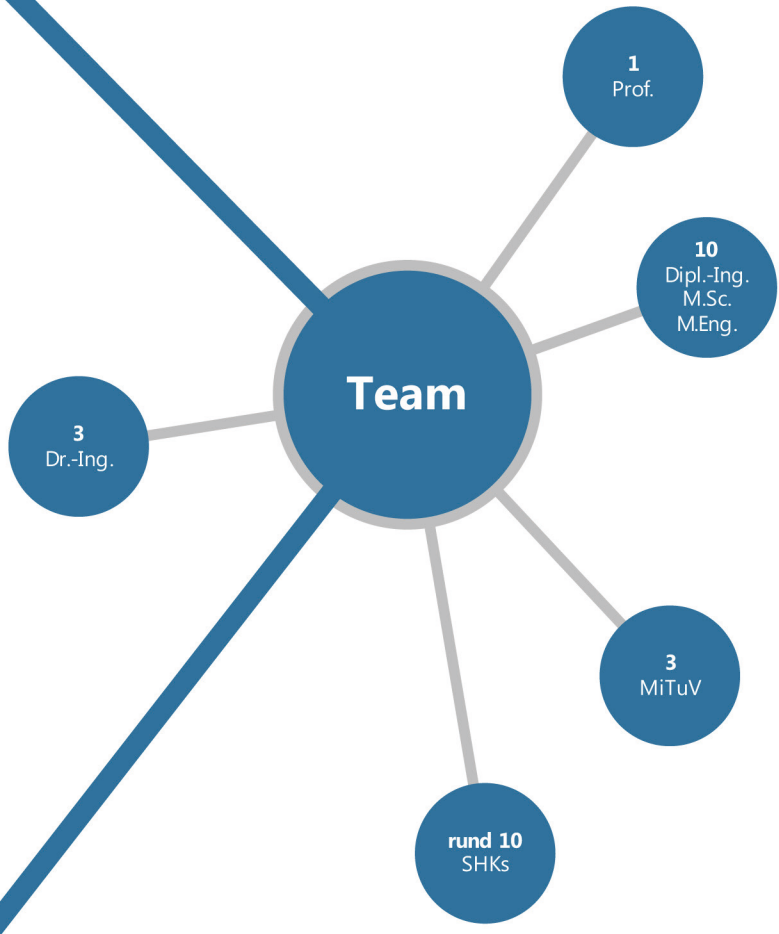 1
Prof.
10
Dipl.-Ing.
M.Sc.
M.Eng.
Team
3
Dr.-Ing.
3
MiTuV
rund 10
SHKs